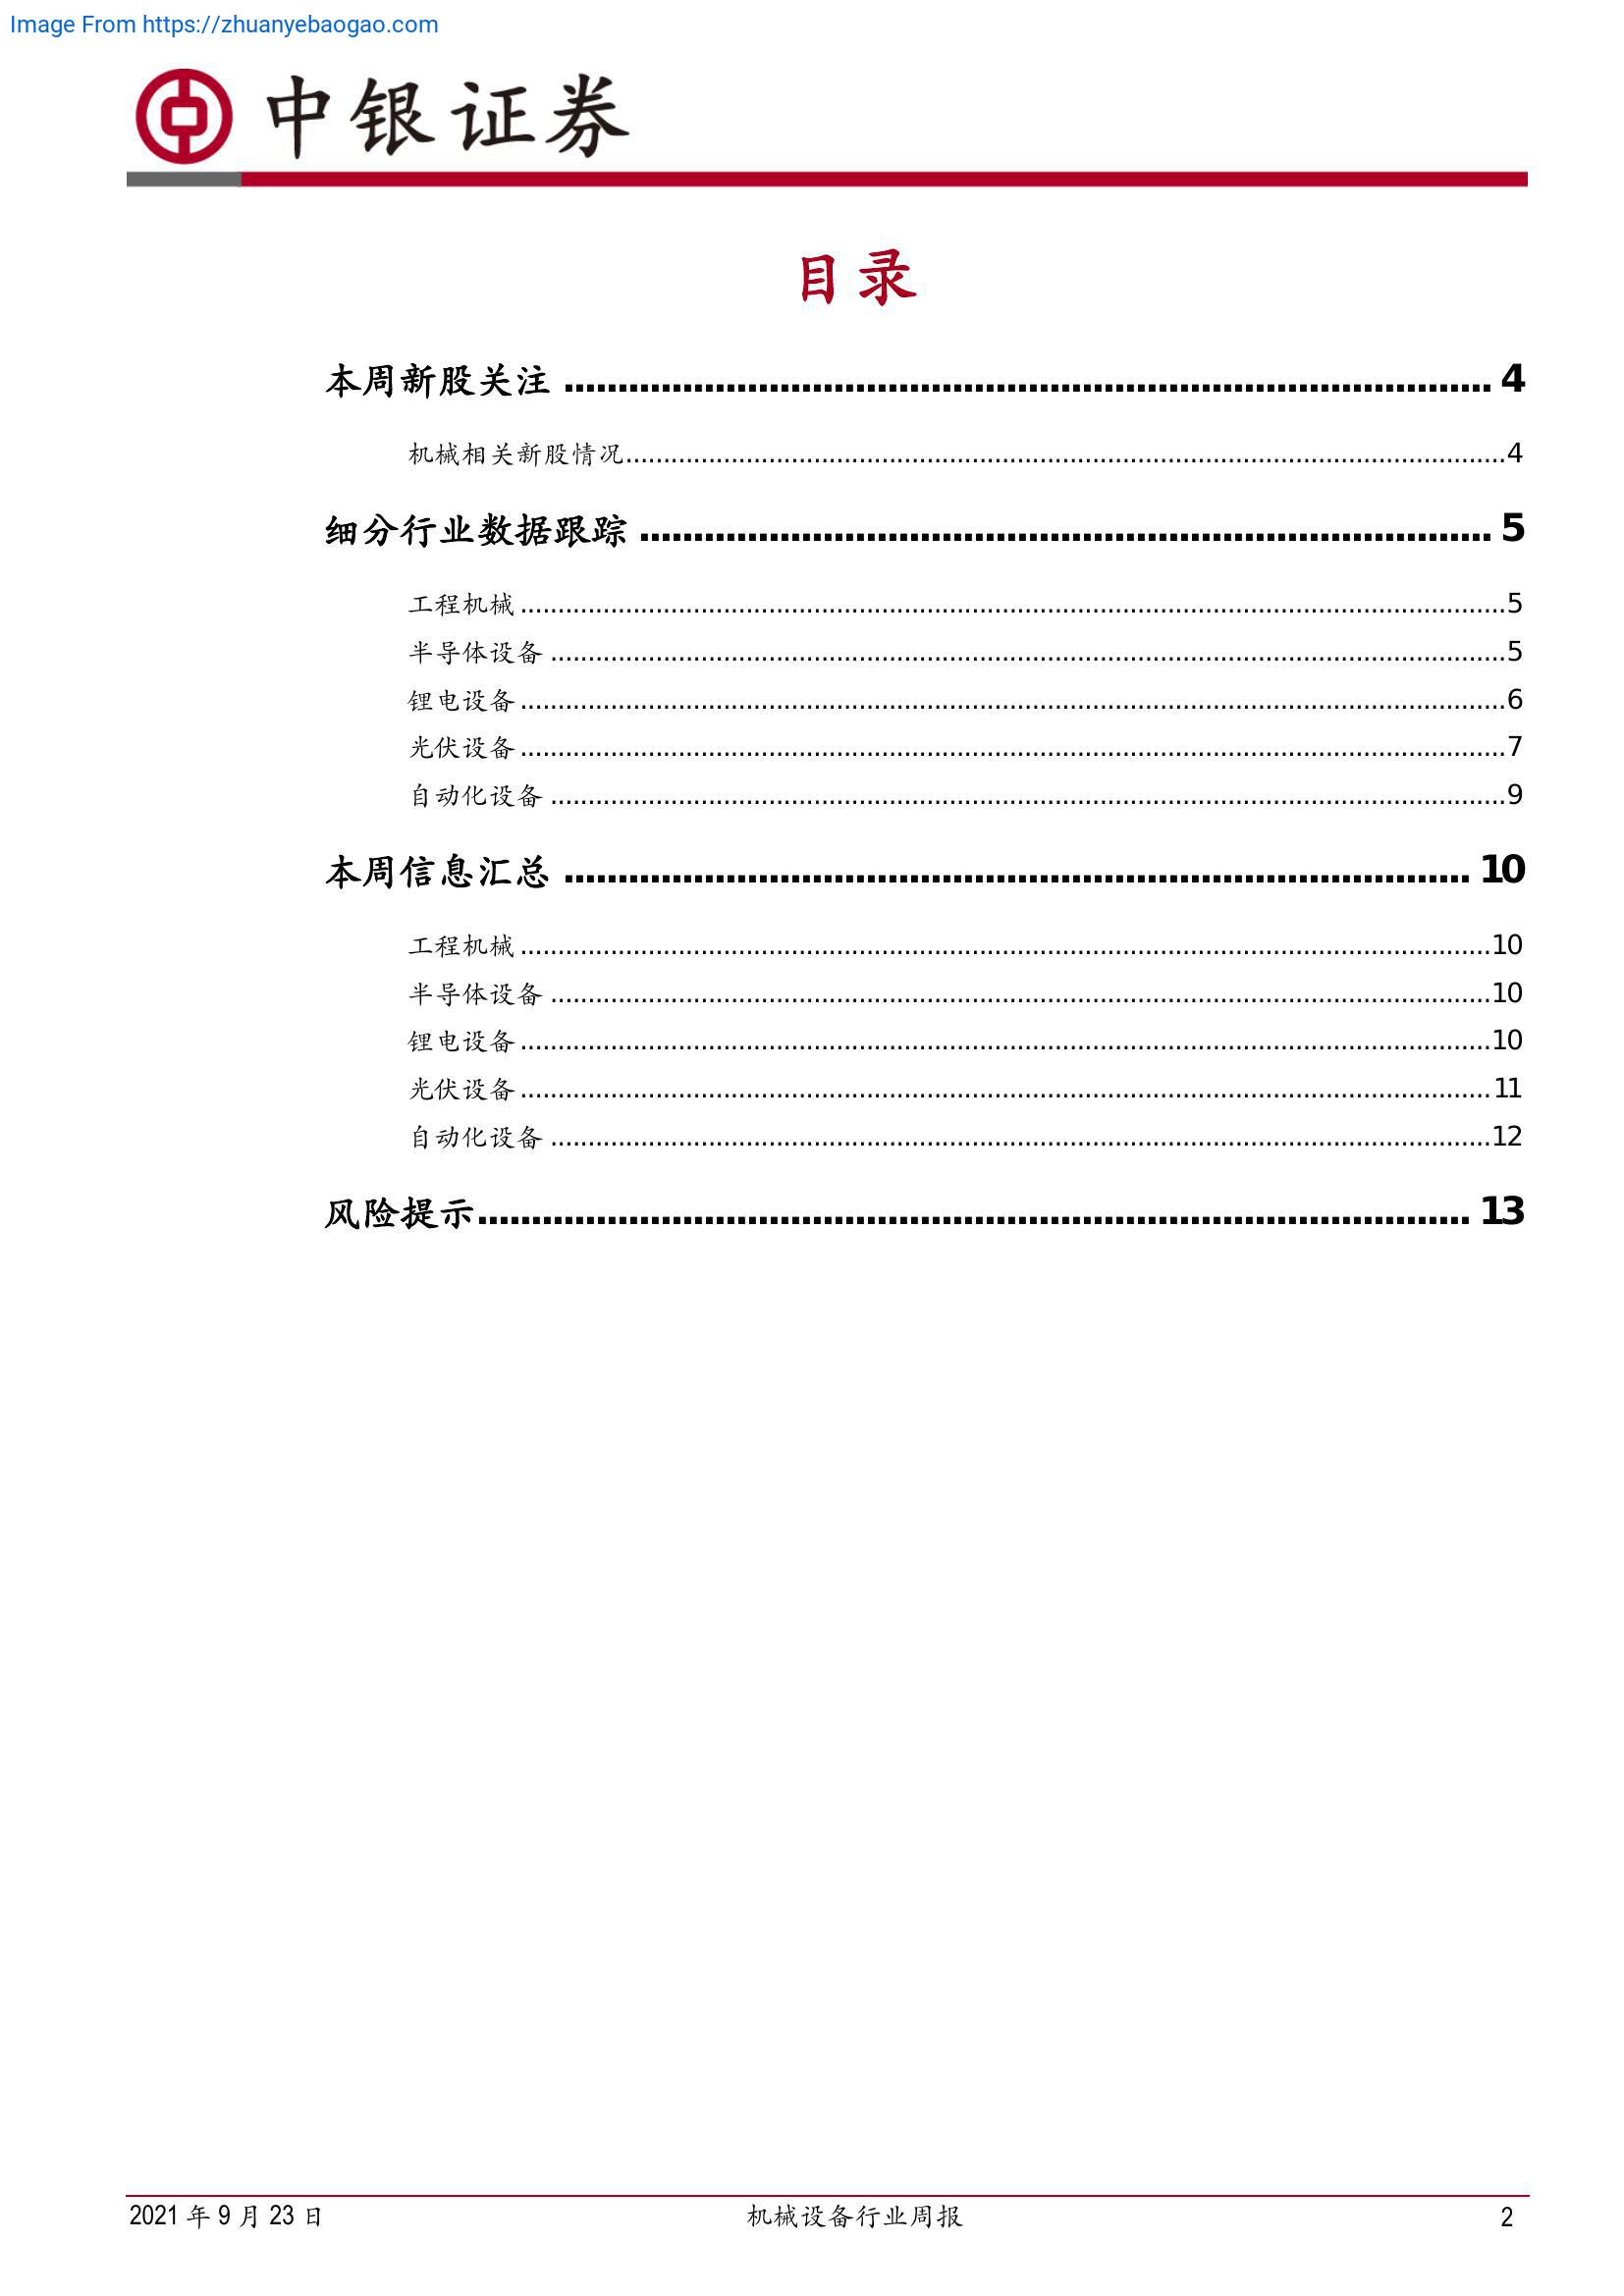 Image From https://zhuanyebaogao.com
中银证券
目录
本周新股关注 ........ 4
机械相关新股情况........4
细分行业数据跟踪 ........ 5
工程机械 ........5
半导体设备 ........5
锂电设备 ........6
光伏设备 ........7
自动化设备 ........9
本周信息汇总 ........ 10
工程机械 ........10
半导体设备 ........10
锂电设备 ........10
光伏设备 ........11
自动化设备 ........12
风险提示........ 13
2021 年 9 月 23 日 机械设备行业周报 2